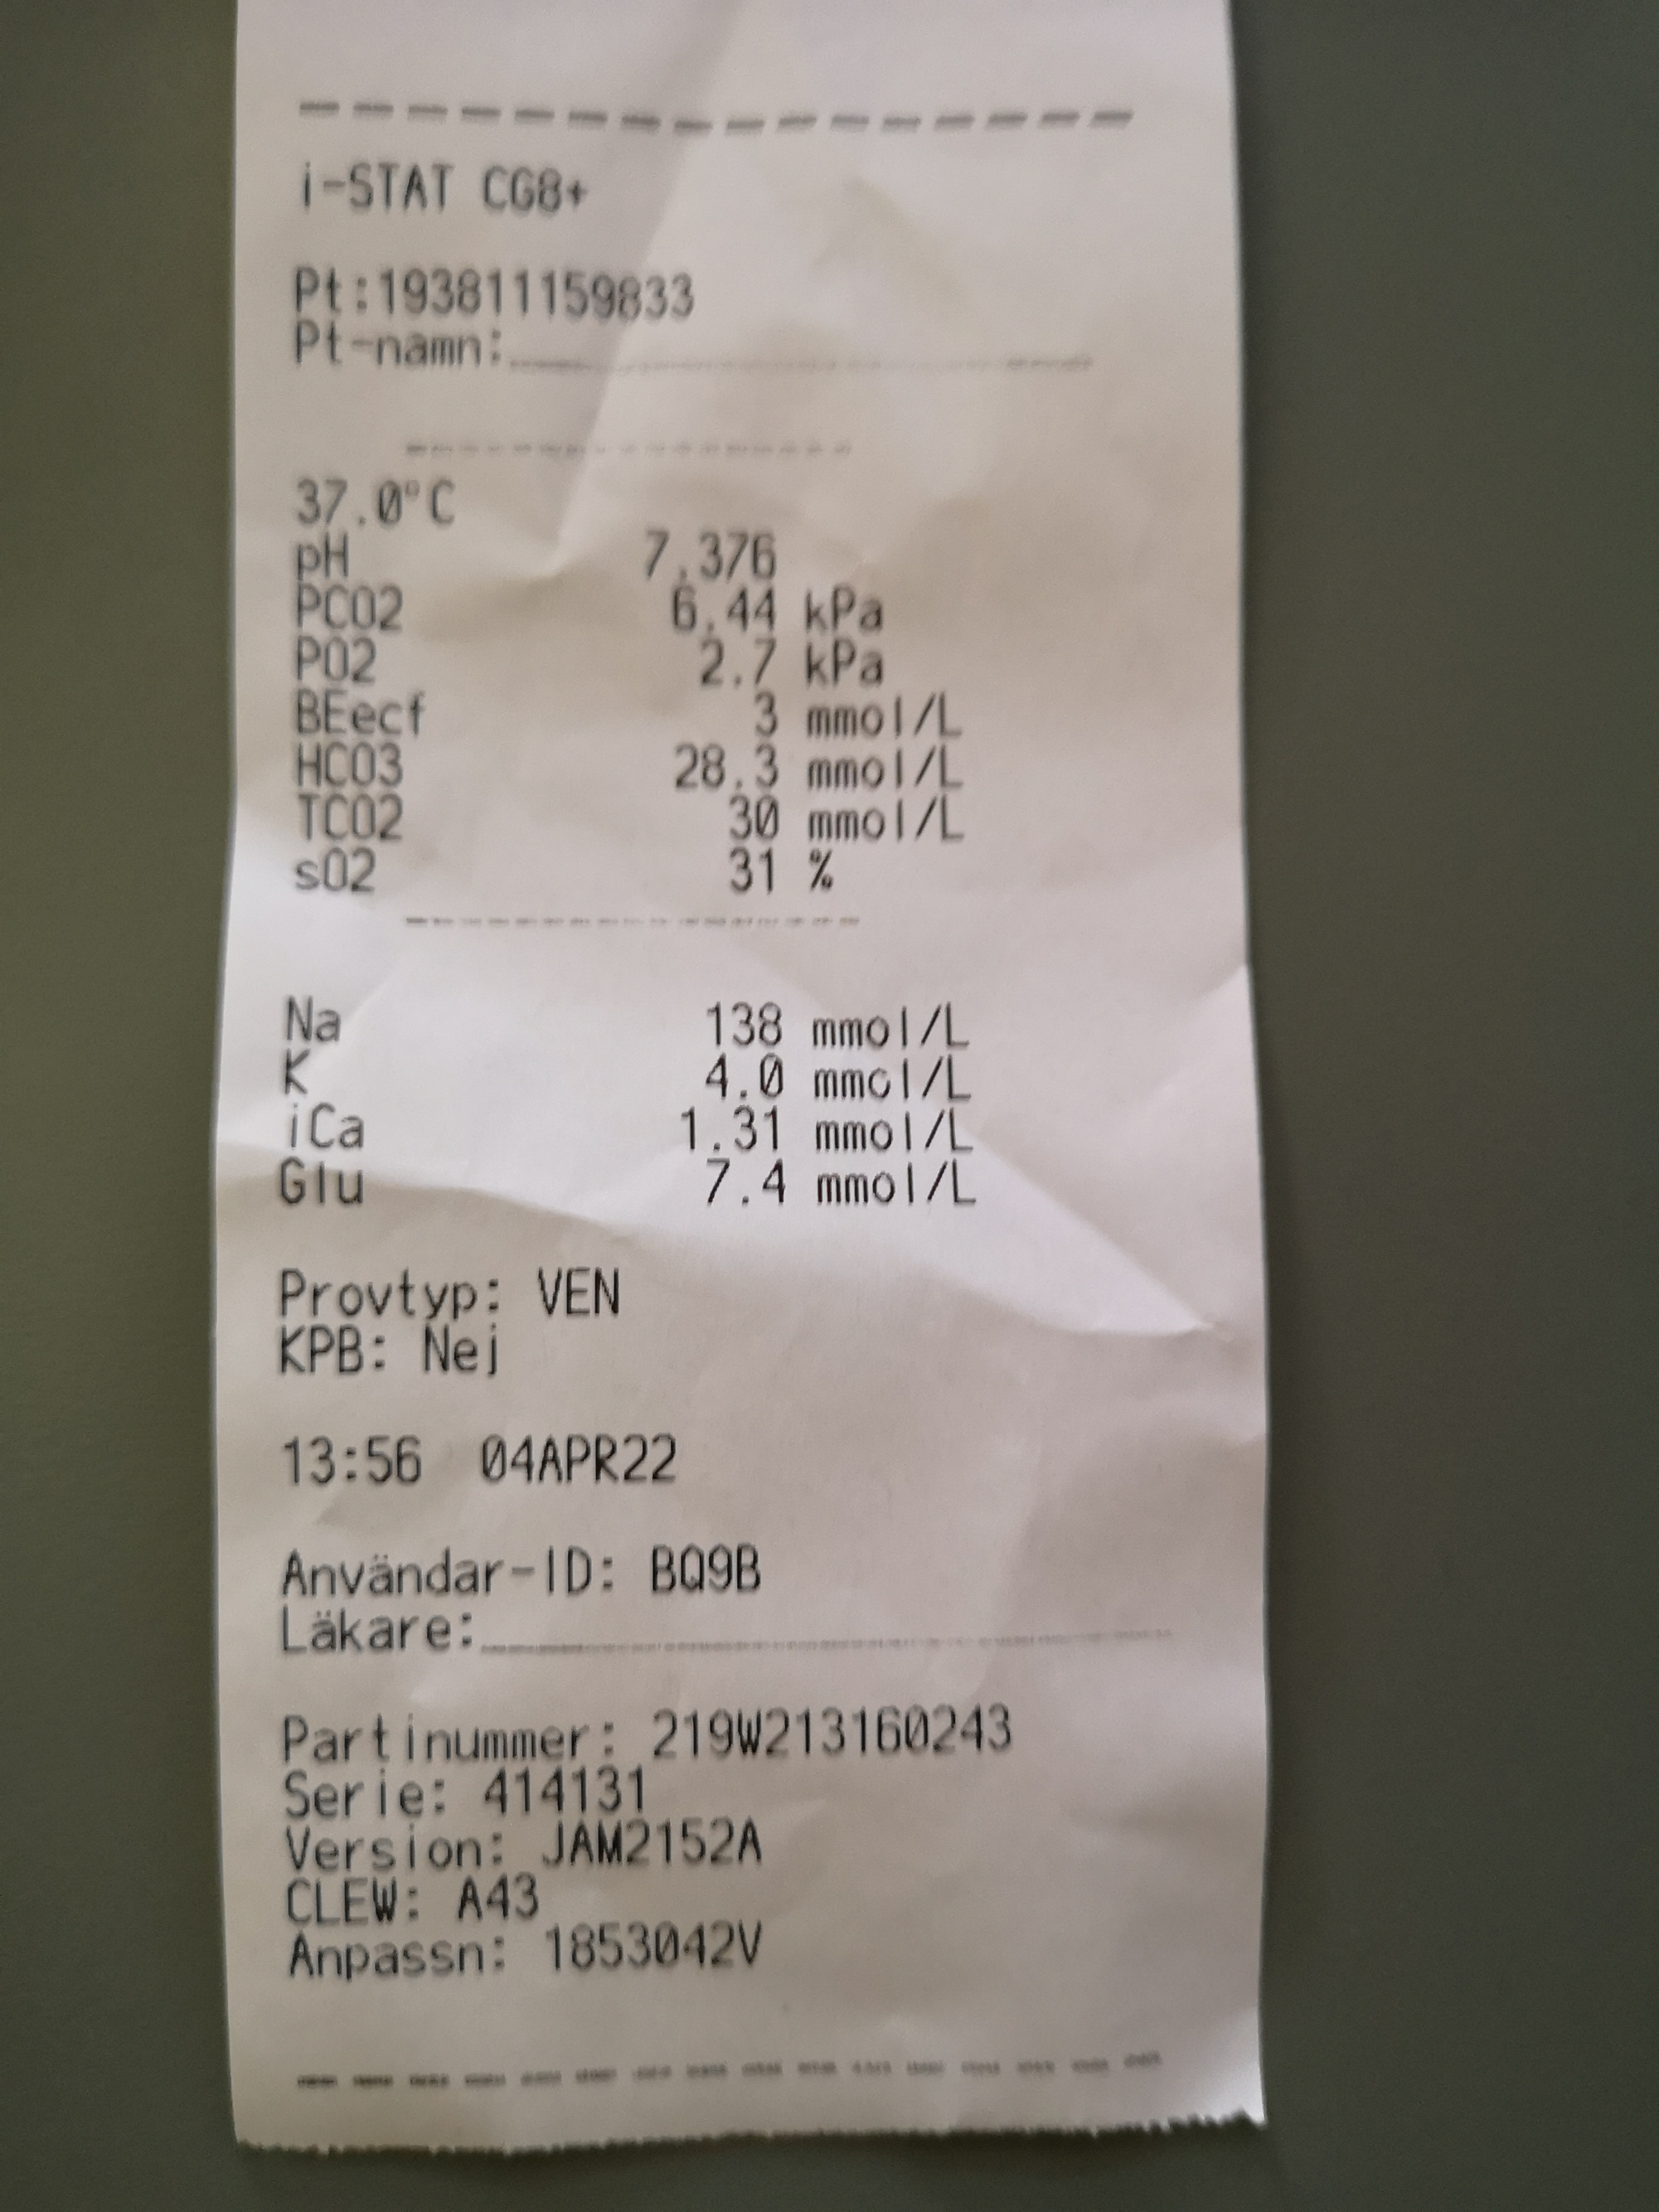 i-STAT CG8+
Pt:193811159833
Pt-namn:
37.0°C
pH 7.376
PCO2 6.44 kPa
PO2 2.7 kPa
BEecf 3 mmol/L
HCO3 28.3 mmol/L
TCO2 30 mmol/L
sO2 31 %
Na 138 mmol/L
K 4.0 mmol/L
iCa 1.31 mmol/L
Glu 7.4 mmol/L
Provtyp: VEN
KPB: Nej
13:56 04APR22
Användar-ID: BQ9B
Läkare:
Partinummer: 219W213160243
Serie: 414131
Version: JAM2152A
CLEW: A43
Anpassn: 1853042V